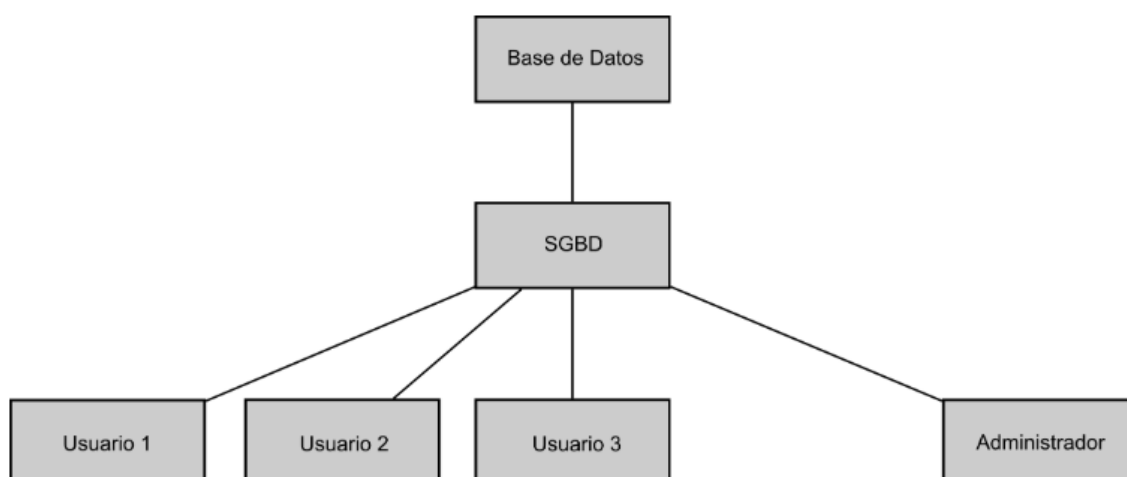 Base de Datos
SGBD
Usuario 1
Usuario 2
Usuario 3
Administrador